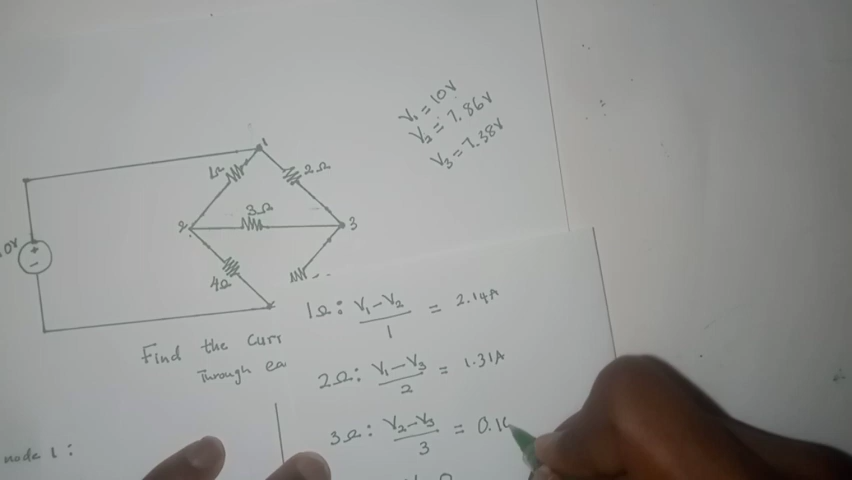 V₁ = 10V
V₂ = 7.86V
V₃ = 7.38V
1
1Ω
2Ω
3Ω
2
3
0V
+
-
4Ω
1Ω: V₁-V₂/1 = 2.14A
Find the curr
Through ea
2Ω: V₁-V₃/2 = 1.31A
3Ω: V₂-V₃/3 = 0.1
node 1: